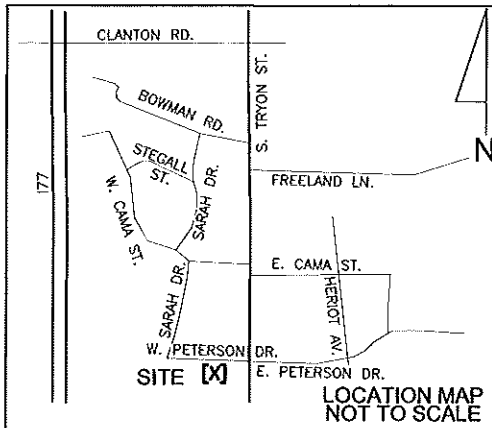 CLANTON RD.
S. TRYON ST.
BOWMAN RD.
STEGALL ST.
SARAH DR.
FREELAND LN.
N
177
W. CAMA ST.
SARAH DR.
E. CAMA ST.
HERIOT AV.
W. PETERSON DR.
SITE [X]
E. PETERSON DR.
LOCATION MAP
NOT TO SCALE